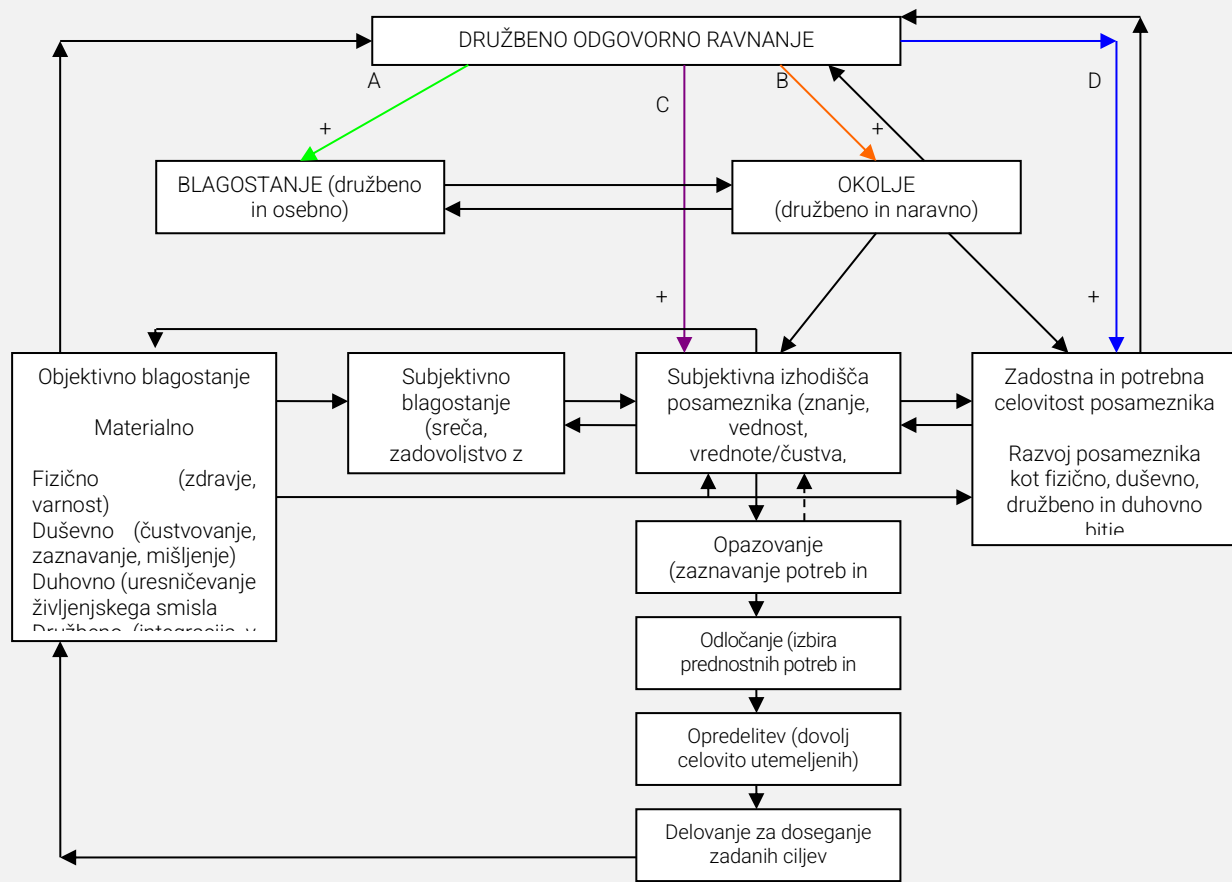 DRUŽBENO ODGOVORNO RAVNANJE
A
C
B
D
+
+
BLAGOSTANJE (družbeno
in osebno)
OKOLJE
(družbeno in naravno)
+
+
Objektivno blagostanje
Materialno
Fizično (zdravje,
varnost)
Duševno (čustvovanje,
zaznavanje, mišljenje)
Duhovno (uresničevanje
življenjskega smisla
Družbeno (integracija v
Subjektivno
blagostanje
(sreča,
zadovoljstvo z
Subjektivna izhodišča
posameznika (znanje,
vednost,
vrednote/čustva,
Zadostna in potrebna
celovitost posameznika
Razvoj posameznika
kot fizično, duševno,
družbeno in duhovno
bitje
Opazovanje
(zaznavanje potreb in
Odločanje (izbira
prednostnih potreb in
Opredelitev (dovolj
celovito utemeljenih)
Delovanje za doseganje
zadanih ciljev